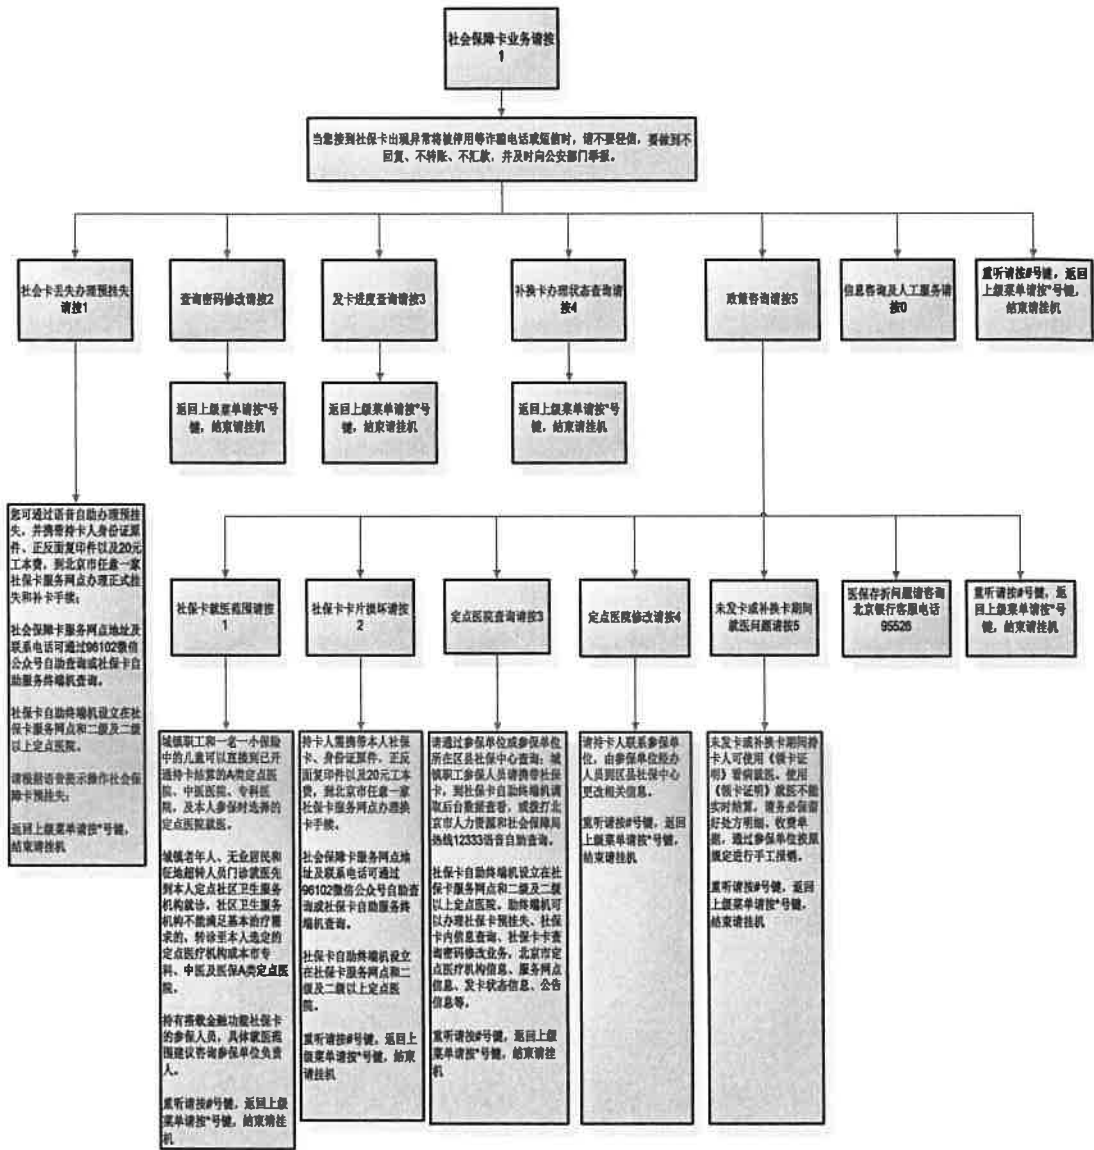 社会保障卡业务请按
1
当您接到社保卡出现异常将被停用等诈骗电话或短信时，请不要轻信，要做到不
回复、不转账、不汇款，并及时向公安部门举报。
社会卡丢失办理预挂失
请按1
查询密码修改请按2
发卡进度查询请按3
补换卡办理状态查询请
按4
政策咨询请按5
信息咨询及人工服务请
按0
重听请按#号键，返回
上级菜单请按*号键，
结束请挂机
返回上级菜单请按*号
键，结束请挂机
返回上级菜单请按*号
键，结束请挂机
返回上级菜单请按*号
键，结束请挂机
您可通过语音自助办理预挂
失，并携带持卡人身份证原
件、正反面复印件以及20元
工本费，到北京市任意一家
社保卡服务网点办理正式挂
失和补卡手续；
社会保障卡服务网点地址及
联系电话可通过96102微信
公众号自助查询或社保卡自
助服务终端机查询。
社保卡自助终端机设立在社
保卡服务网点和二级及二级
以上定点医院。
请根据语音提示操作社会保
障卡预挂失；
返回上级菜单请按*号键，
结束请挂机
社保卡就医范围请按
1
社保卡卡片损坏请按
2
定点医院查询请按3
定点医院修改请按4
未发卡或补换卡期间
就医问题请按5
医保存折问题请咨询
北京银行客服电话
95526
重听请按#号键，返
回上级菜单请按*号
键，结束请挂机
城镇职工和一老一小保险
中的儿童可以直接到已开
通持卡结算的A类定点医
院、中医医院、专科医
院，及本人参保时选择的
定点医院就医。
城镇老年人、无业居民和
征地超转人员门诊就医先
到本人定点社区卫生服务
机构就诊，社区卫生服务
机构不能满足基本治疗需
求的，转诊至本人选定的
定点医疗机构或本市专
科、中医及医保A类定点医
院。
持有搭载金融功能社保卡
的参保人员，具体就医范
围建议咨询参保单位负责
人。
重听请按#号键，返回上级
菜单请按*号键，结束请挂
机
持卡人需携带本人社保
卡、身份证原件、正反
面复印件以及20元工本
费，到北京市任意一家
社保卡服务网点办理换
卡手续。
社会保障卡服务网点地
址及联系电话可通过
96102微信公众号自助查
询或社保卡自助服务终
端机查询。
社保卡自助终端机设立
在社保卡服务网点和二
级及二级以上定点医
院。
重听请按#号键，返回上
级菜单请按*号键，结束
请挂机
请通过参保单位或参保单位
所在区县社保中心查询；城
镇职工参保人员请携带社保
卡，到社保卡自助终端机读
取后台数据查看，或拨打北
京市人力资源和社会保障局
热线12333语音自助查询。
社保卡自助终端机设立在社
保卡服务网点和二级及二级
以上定点医院。助终端机可
以办理社保卡预挂失、社保
卡内信息查询、社保卡卡查
询密码修改业务，北京市定
点医疗机构信息、服务网点
信息、发卡状态信息、公告
信息等。
重听请按#号键，返回上级
菜单请按*号键，结束请挂
机
请持卡人联系参保单
位，由参保单位经办
人员到区县社保中心
更改相关信息。
重听请按#号键，返回
上级菜单请按*号键，
结束请挂机
未发卡或补换卡期间持
卡人可使用《领卡证
明》看病就医。使用
《领卡证明》就医不能
实时结算，请务必保留
好处方明细、收费单
据，通过参保单位按原
规定进行手工报销。
重听请按#号键，返回
上级菜单请按*号键，
结束请挂机